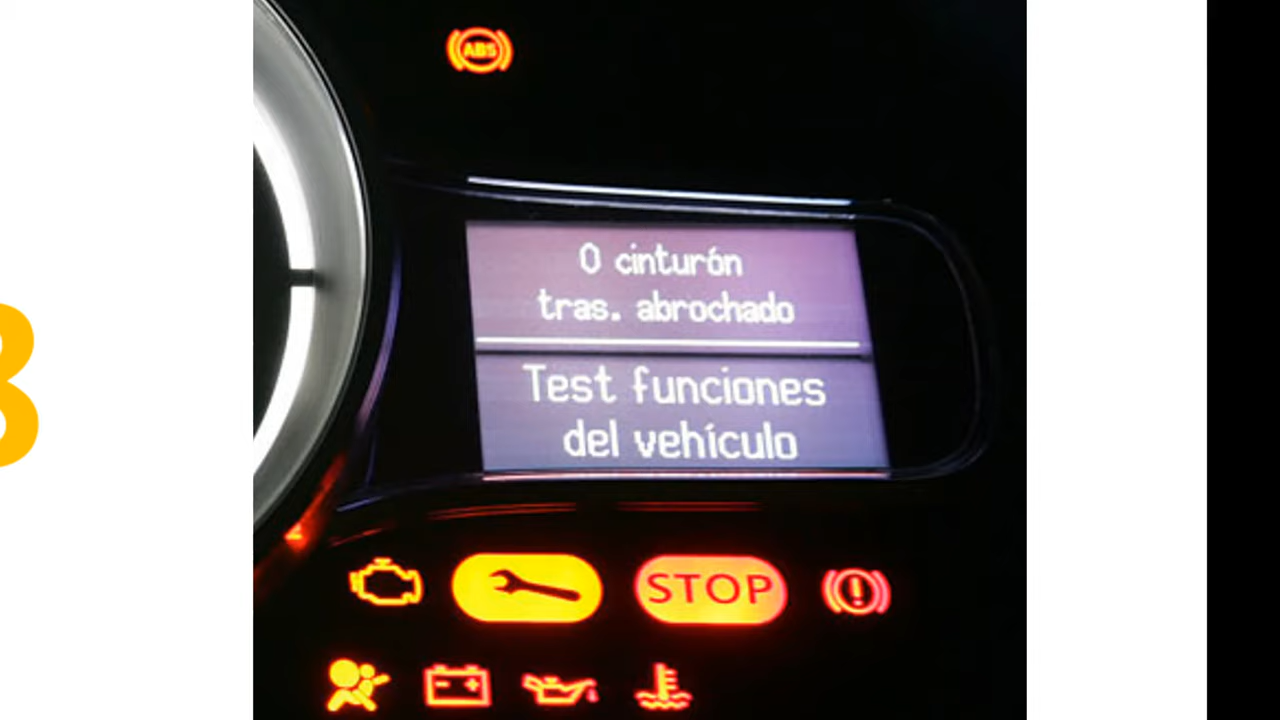 ABS
0 cinturón
tras. abrochado
Test funciones
del vehículo
STOP